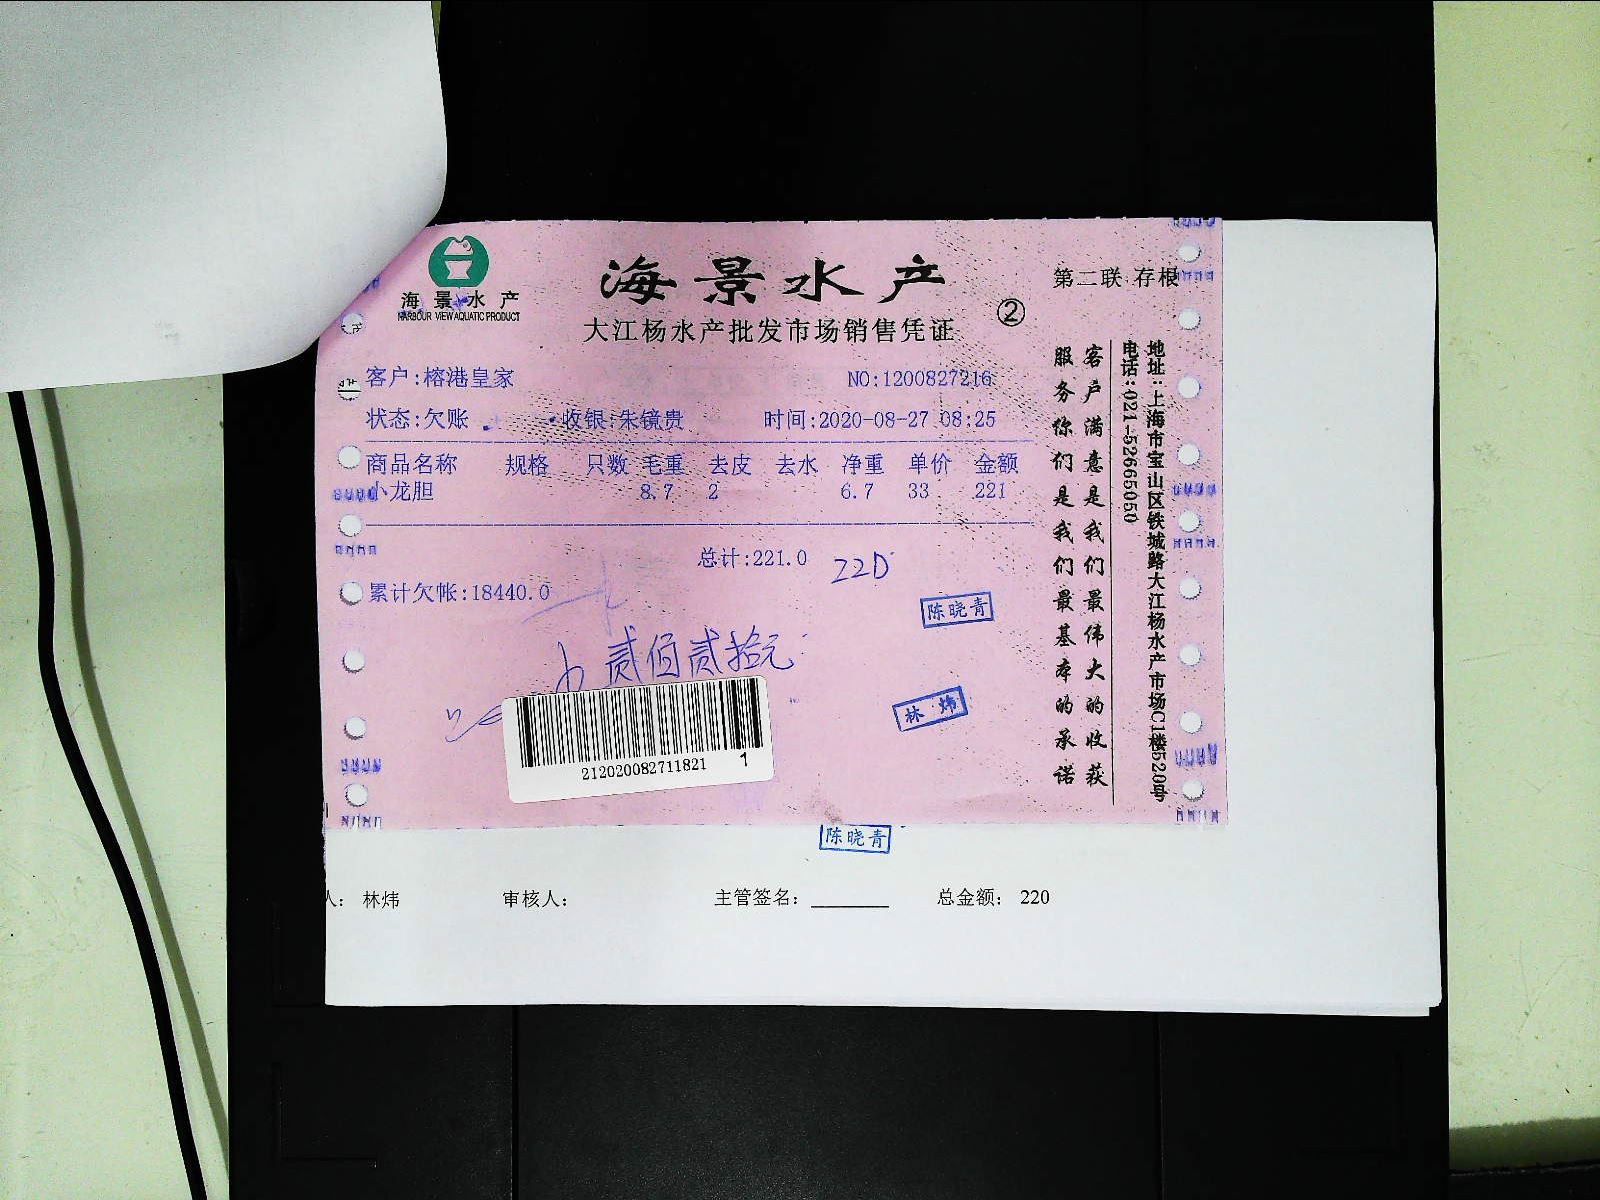 海景水产
HARBOUR VIEW AQUATIC PRODUCT
海景水产
大江杨水产批发市场销售凭证
②
第二联 存根
客户:榕港皇家 NO:1200827216
状态:欠账 收银:朱镜贵 时间:2020-08-27 08:25
商品名称 规格 只数 毛重 去皮 去水 净重 单价 金额
小龙胆 8.7 2 6.7 33 221
总计:221.0 220
累计欠帐:18440.0
陈晓青
贰佰贰拾元
林炜
212020082711821 1
客户满意是我们最伟大的收获
服务你们是我们最基本的承诺
地址:上海市宝山区铁城路大江杨水产市场C1楼520号
电话:021-52665050
陈晓青
人: 林炜 审核人: 主管签名: 总金额: 220